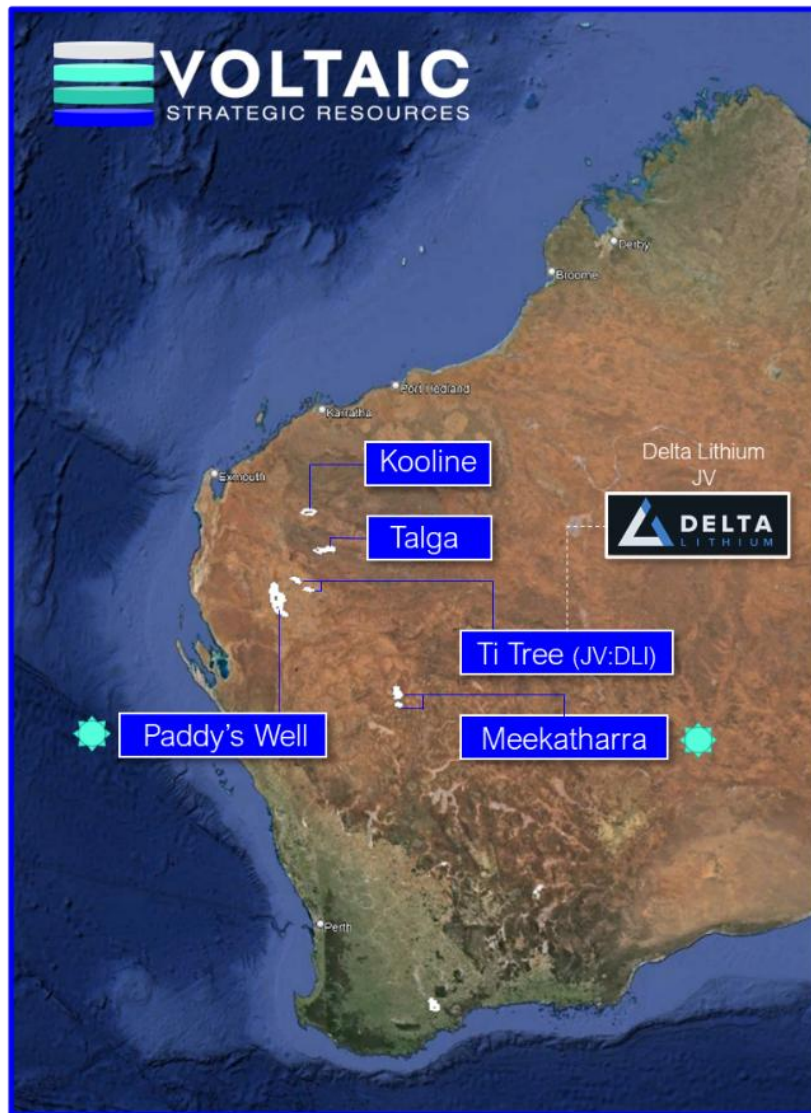 VOLTAIC
STRATEGIC RESOURCES
Derby
Broome
Port Hedland
Karratha
Exmouth
Kooline
Delta Lithium
JV
Talga
DELTA
LITHIUM
Ti Tree (JV:DLI)
Paddy's Well
Meekatharra
Perth